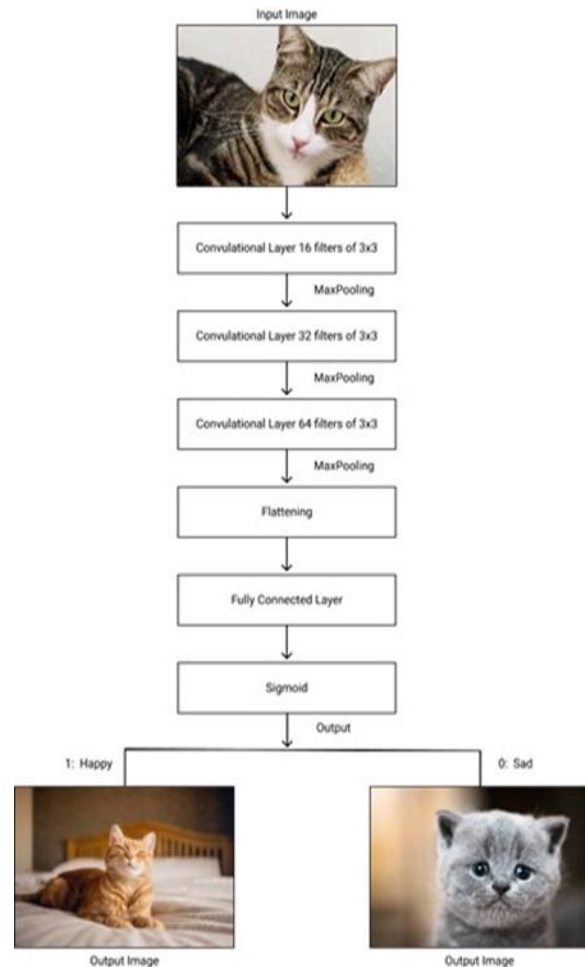 Input Image
Convulational Layer 16 filters of 3x3
MaxPooling
Convulational Layer 32 filters of 3x3
MaxPooling
Convulational Layer 64 filters of 3x3
MaxPooling
Flattening
Fully Connected Layer
Sigmoid
Output
1: Happy
0: Sad
Output Image
Output Image